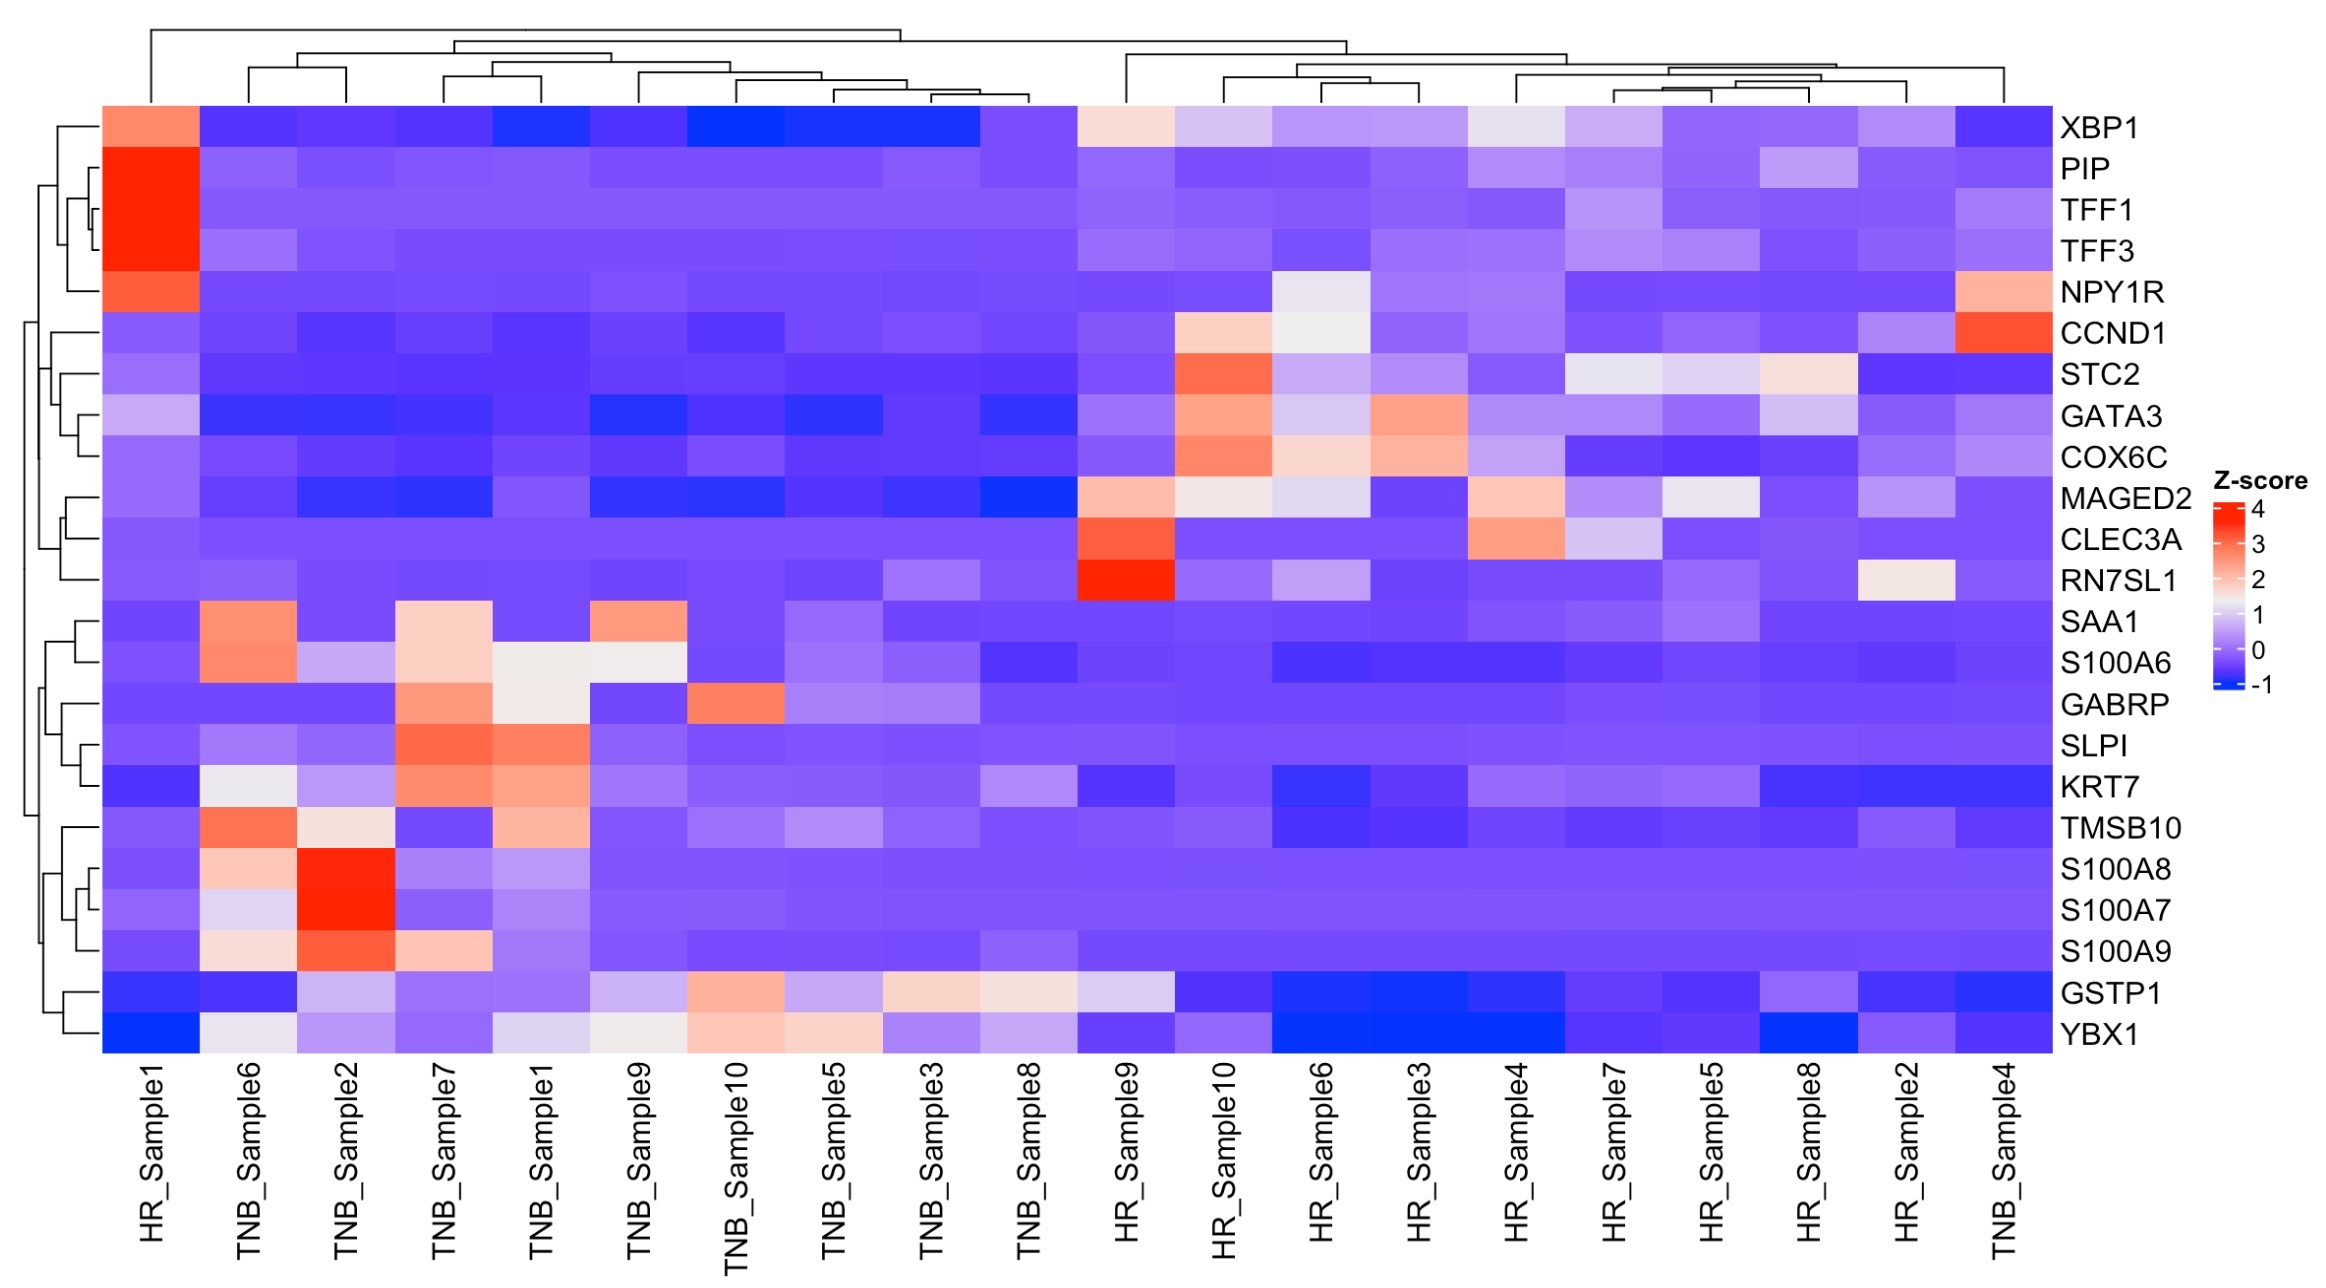 XBP1
PIP
TFF1
TFF3
NPY1R
CCND1
STC2
GATA3
COX6C
MAGED2
CLEC3A
RN7SL1
SAA1
S100A6
GABRP
SLPI
KRT7
TMSB10
S100A8
S100A7
S100A9
GSTP1
YBX1
Z-score
4
3
2
1
0
-1
HR_Sample1
TNB_Sample6
TNB_Sample2
TNB_Sample7
TNB_Sample1
TNB_Sample9
TNB_Sample10
TNB_Sample5
TNB_Sample3
TNB_Sample8
HR_Sample9
HR_Sample10
HR_Sample6
HR_Sample3
HR_Sample4
HR_Sample7
HR_Sample5
HR_Sample8
HR_Sample2
TNB_Sample4